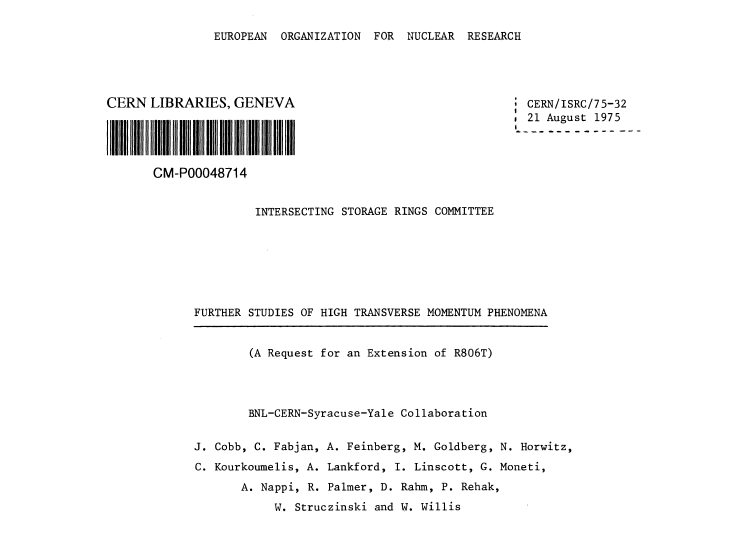 EUROPEAN ORGANIZATION FOR NUCLEAR RESEARCH
CERN LIBRARIES, GENEVA
CM-P00048714
CERN/ISRC/75-32
21 August 1975
INTERSECTING STORAGE RINGS COMMITTEE
FURTHER STUDIES OF HIGH TRANSVERSE MOMENTUM PHENOMENA
(A Request for an Extension of R806T)
BNL-CERN-Syracuse-Yale Collaboration
J. Cobb, C. Fabjan, A. Feinberg, M. Goldberg, N. Horwitz,
C. Kourkoumelis, A. Lankford, I. Linscott, G. Moneti,
A. Nappi, R. Palmer, D. Rahm, P. Rehak,
W. Struczinski and W. Willis